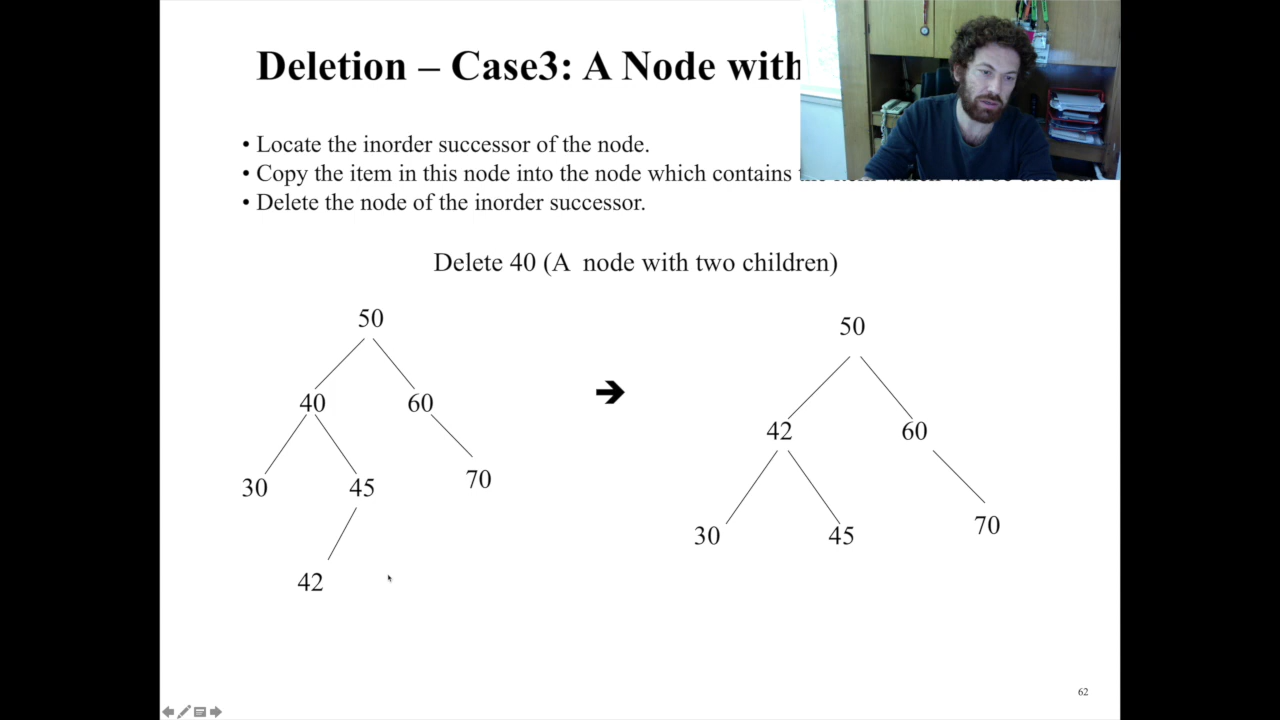 Deletion – Case3: A Node with
• Locate the inorder successor of the node.
• Copy the item in this node into the node which contains
• Delete the node of the inorder successor.
Delete 40 (A node with two children)
50
50
40
60
42
60
30
45
70
30
45
70
42
62